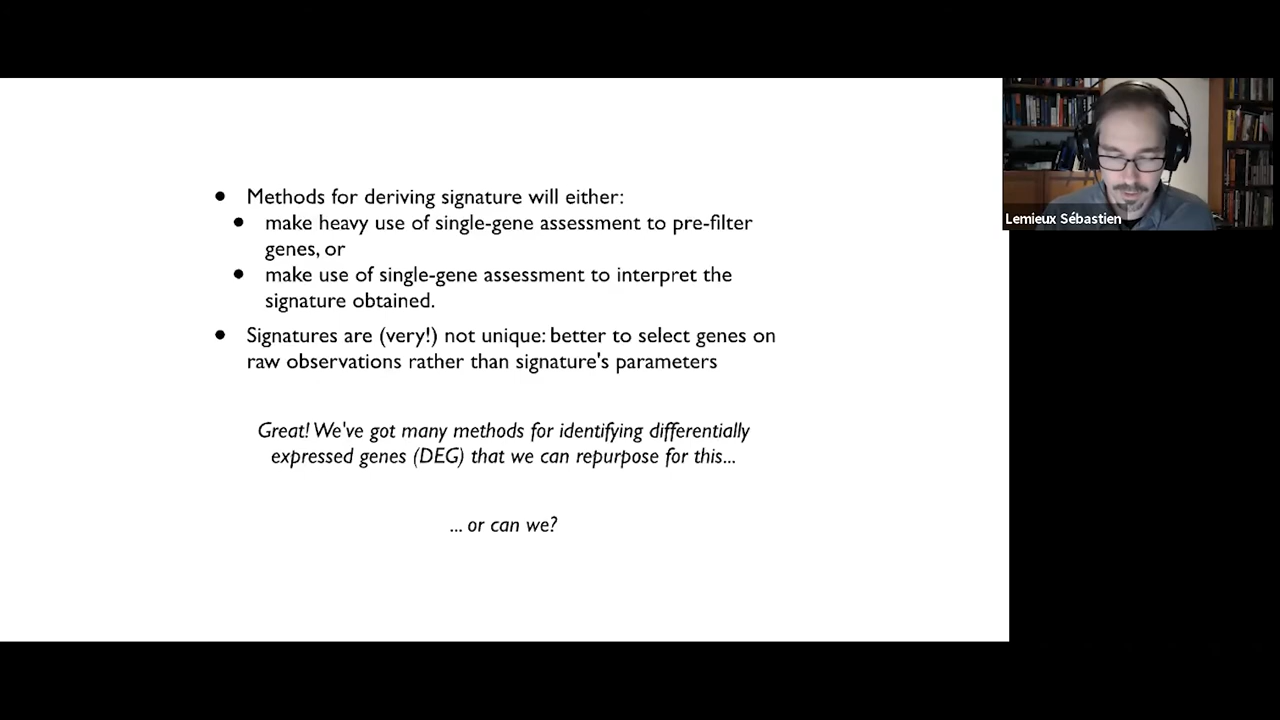 ● Methods for deriving signature will either:
● make heavy use of single-gene assessment to pre-filter
genes, or
● make use of single-gene assessment to interpret the
signature obtained.
● Signatures are (very!) not unique: better to select genes on
raw observations rather than signature's parameters
Great! We've got many methods for identifying differentially
expressed genes (DEG) that we can repurpose for this...
... or can we?
Lemieux Sébastien